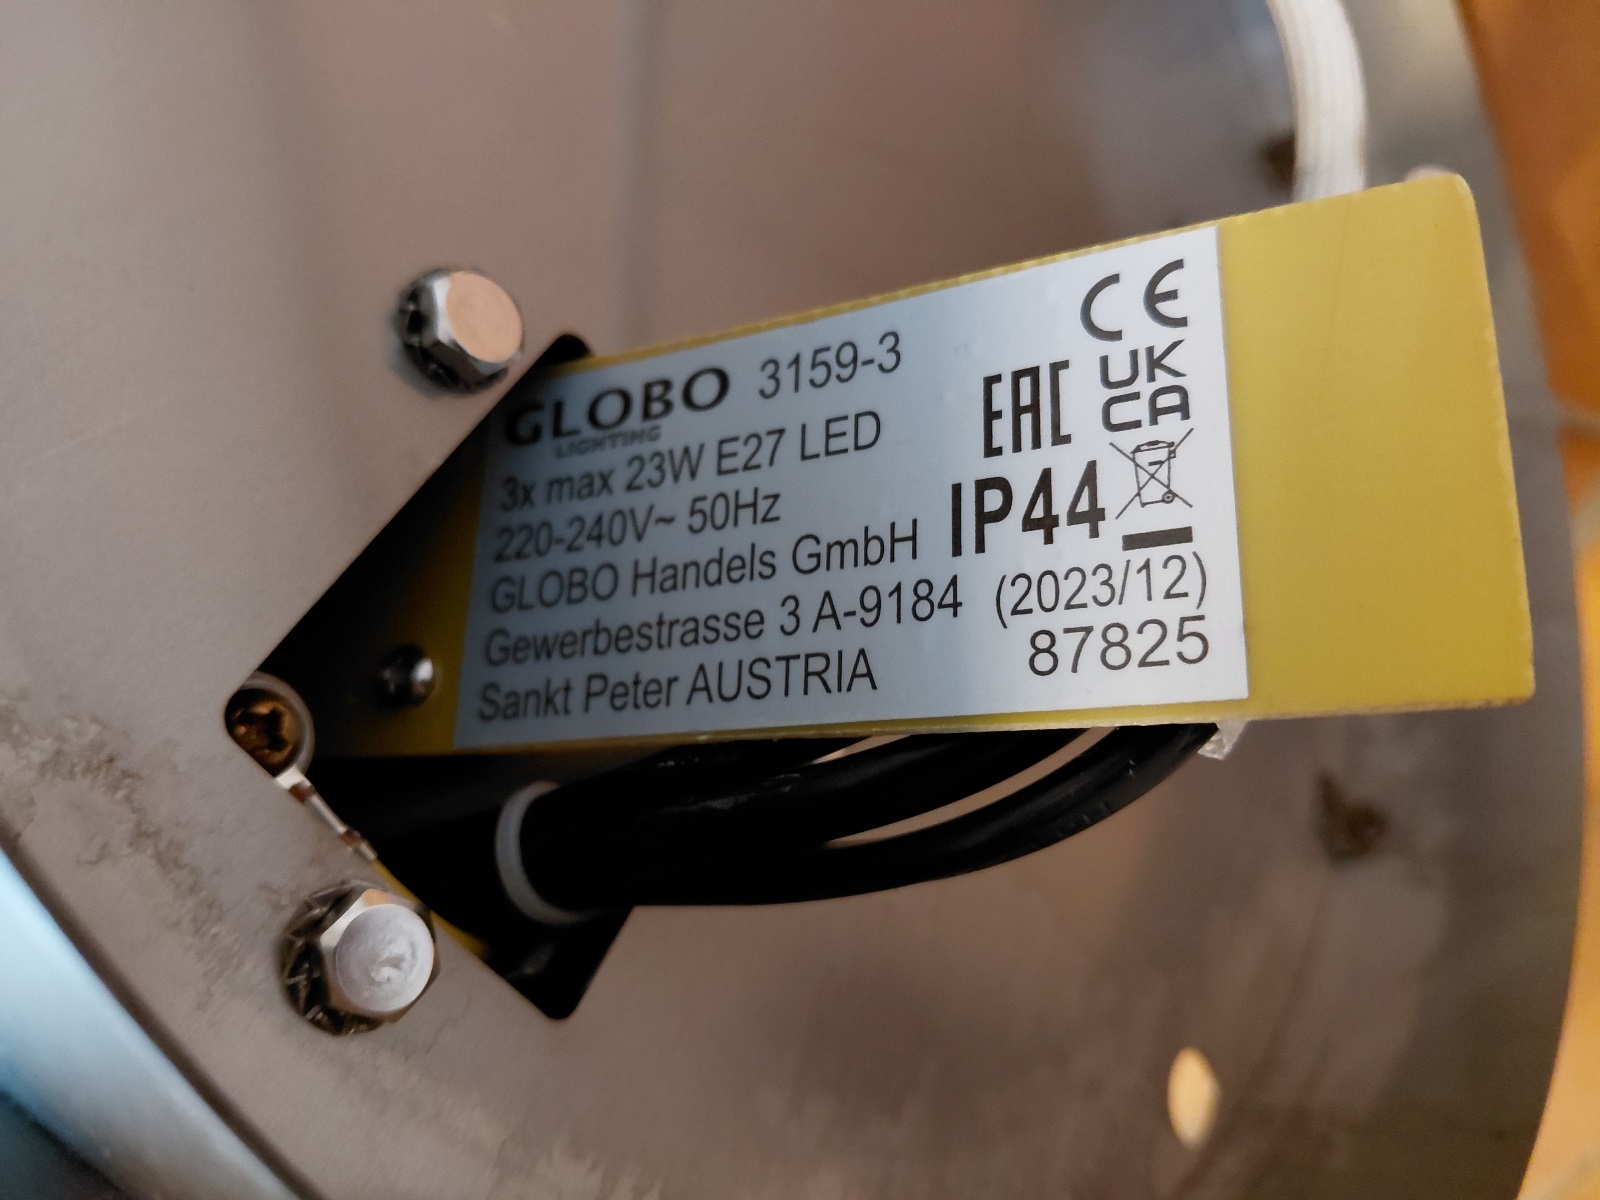 GLOBO 3159-3
LIGHTING
3x max 23W E27 LED
220-240V~ 50Hz
GLOBO Handels GmbH
Gewerbestrasse 3 A-9184
Sankt Peter AUSTRIA
CE
EAC
UK
CA
IP44
(2023/12)
87825